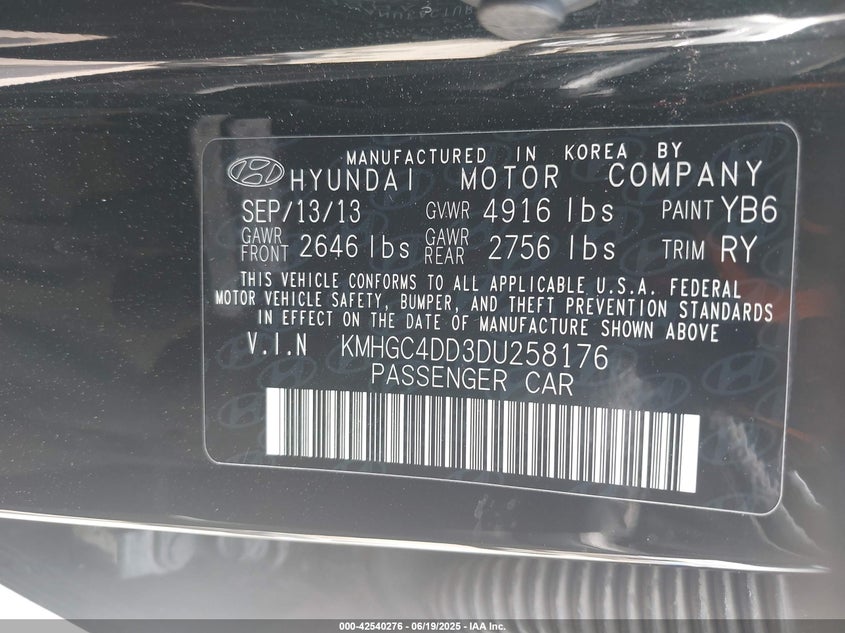 MANUFACTURED IN KOREA BY
HYUNDAI MOTOR COMPANY
SEP/13/13 GVWR 4916 lbs PAINT YB6
GAWR FRONT 2646 lbs GAWR REAR 2756 lbs TRIM RY
THIS VEHICLE CONFORMS TO ALL APPLICABLE U.S.A. FEDERAL
MOTOR VEHICLE SAFETY, BUMPER, AND THEFT PREVENTION STANDARDS
IN EFFECT ON THE DATE OF MANUFACTURE SHOWN ABOVE
V.I.N KMHGC4DD3DU258176
PASSENGER CAR
000-42540276 - 06/19/2025 - IAA Inc.